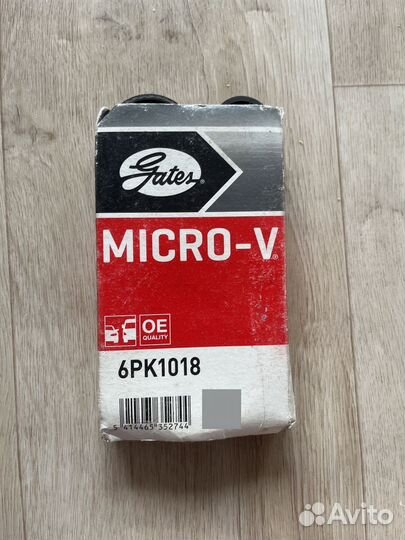 Gates®
MICRO-V®
OE
QUALITY
6PK1018
5 414465 352744
Avito